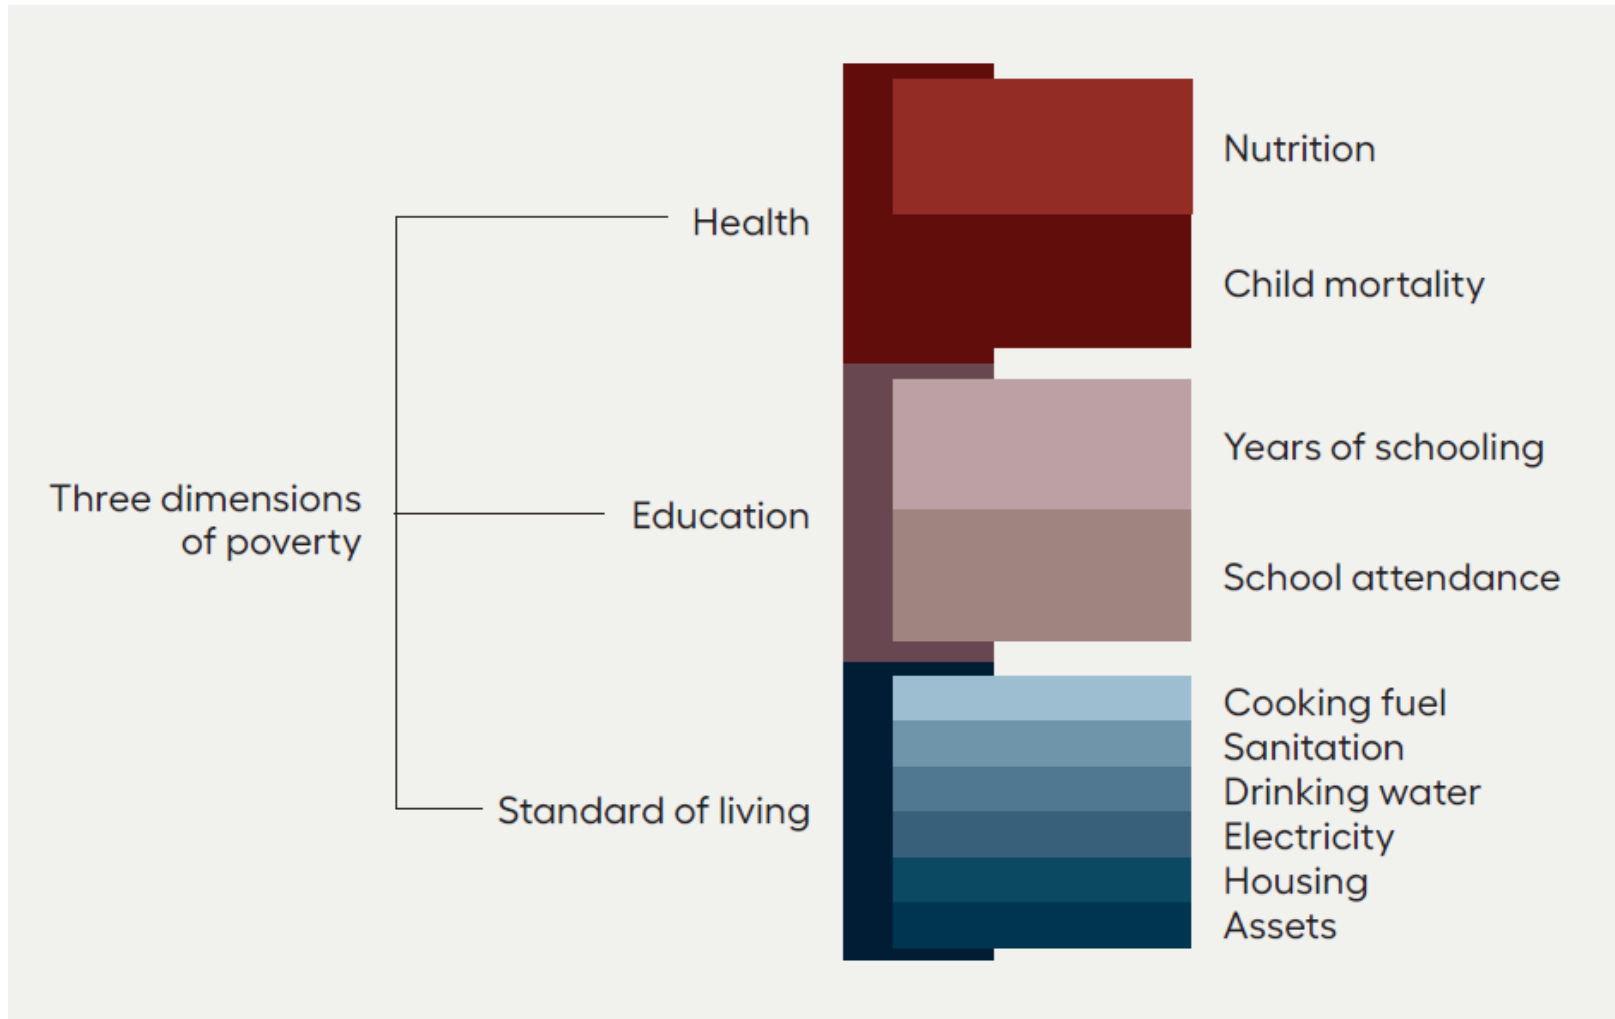 Three dimensions
of poverty
Health
Nutrition
Child mortality
Education
Years of schooling
School attendance
Standard of living
Cooking fuel
Sanitation
Drinking water
Electricity
Housing
Assets